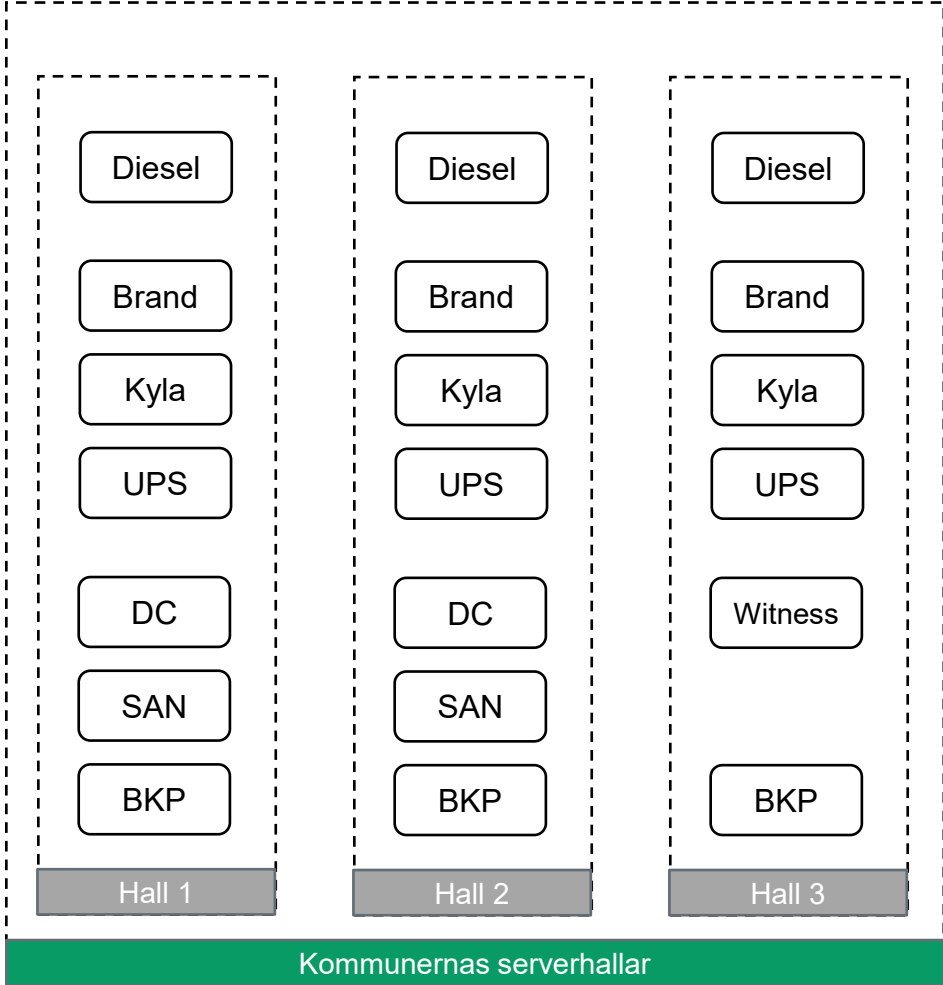 Diesel
Brand
Kyla
UPS
DC
SAN
BKP
Hall 1
Diesel
Brand
Kyla
UPS
DC
SAN
BKP
Hall 2
Diesel
Brand
Kyla
UPS
Witness
BKP
Hall 3
Kommunernas serverhallar